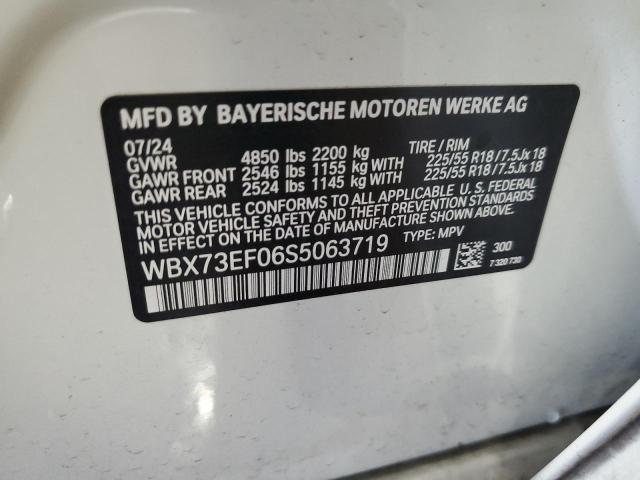 MFD BY BAYERISCHE MOTOREN WERKE AG
07/24 TIRE / RIM
GVWR 4850 lbs 2200 kg
GAWR FRONT 2546 lbs 1155 kg WITH 225/55 R18 / 7.5Jx 18
GAWR REAR 2524 lbs 1145 kg WITH 225/55 R18 / 7.5Jx 18
THIS VEHICLE CONFORMS TO ALL APPLICABLE U.S. FEDERAL
MOTOR VEHICLE SAFETY AND THEFT PREVENTION STANDARDS
IN EFFECT ON THE DATE OF MANUFACTURE SHOWN ABOVE.
WBX73EF06S5063719 TYPE: MPV
300
7 320 730